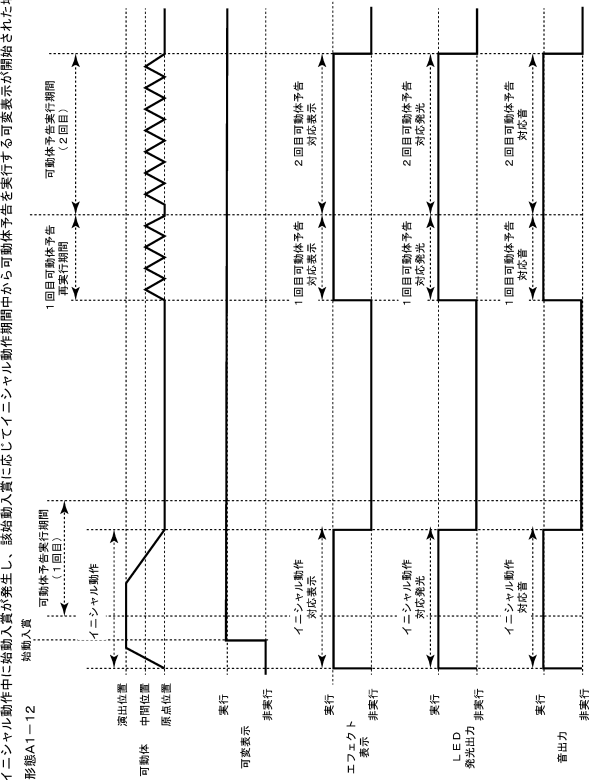 イニシャル動作中に始動入賞が発生し、該始動入賞に応じてイニシャル動作期間中から可動体予告を実行する可変表示が開始された
形態A1－12
始動入賞
可動体予告実行期間
（１回目）
１回目可動体予告
再実行期間
可動体予告実行期間
（２回目）
イニシャル動作
可動体
演出位置
中間位置
原点位置
可変表示
実行
非実行
エフェクト
表示
実行
非実行
イニシャル動作
対応表示
１回目可動体予告
対応表示
２回目可動体予告
対応表示
ＬＥＤ
発光出力
実行
非実行
イニシャル動作
対応発光
１回目可動体予告
対応発光
２回目可動体予告
対応発光
音出力
実行
非実行
イニシャル動作
対応音
１回目可動体予告
対応音
２回目可動体予告
対応音